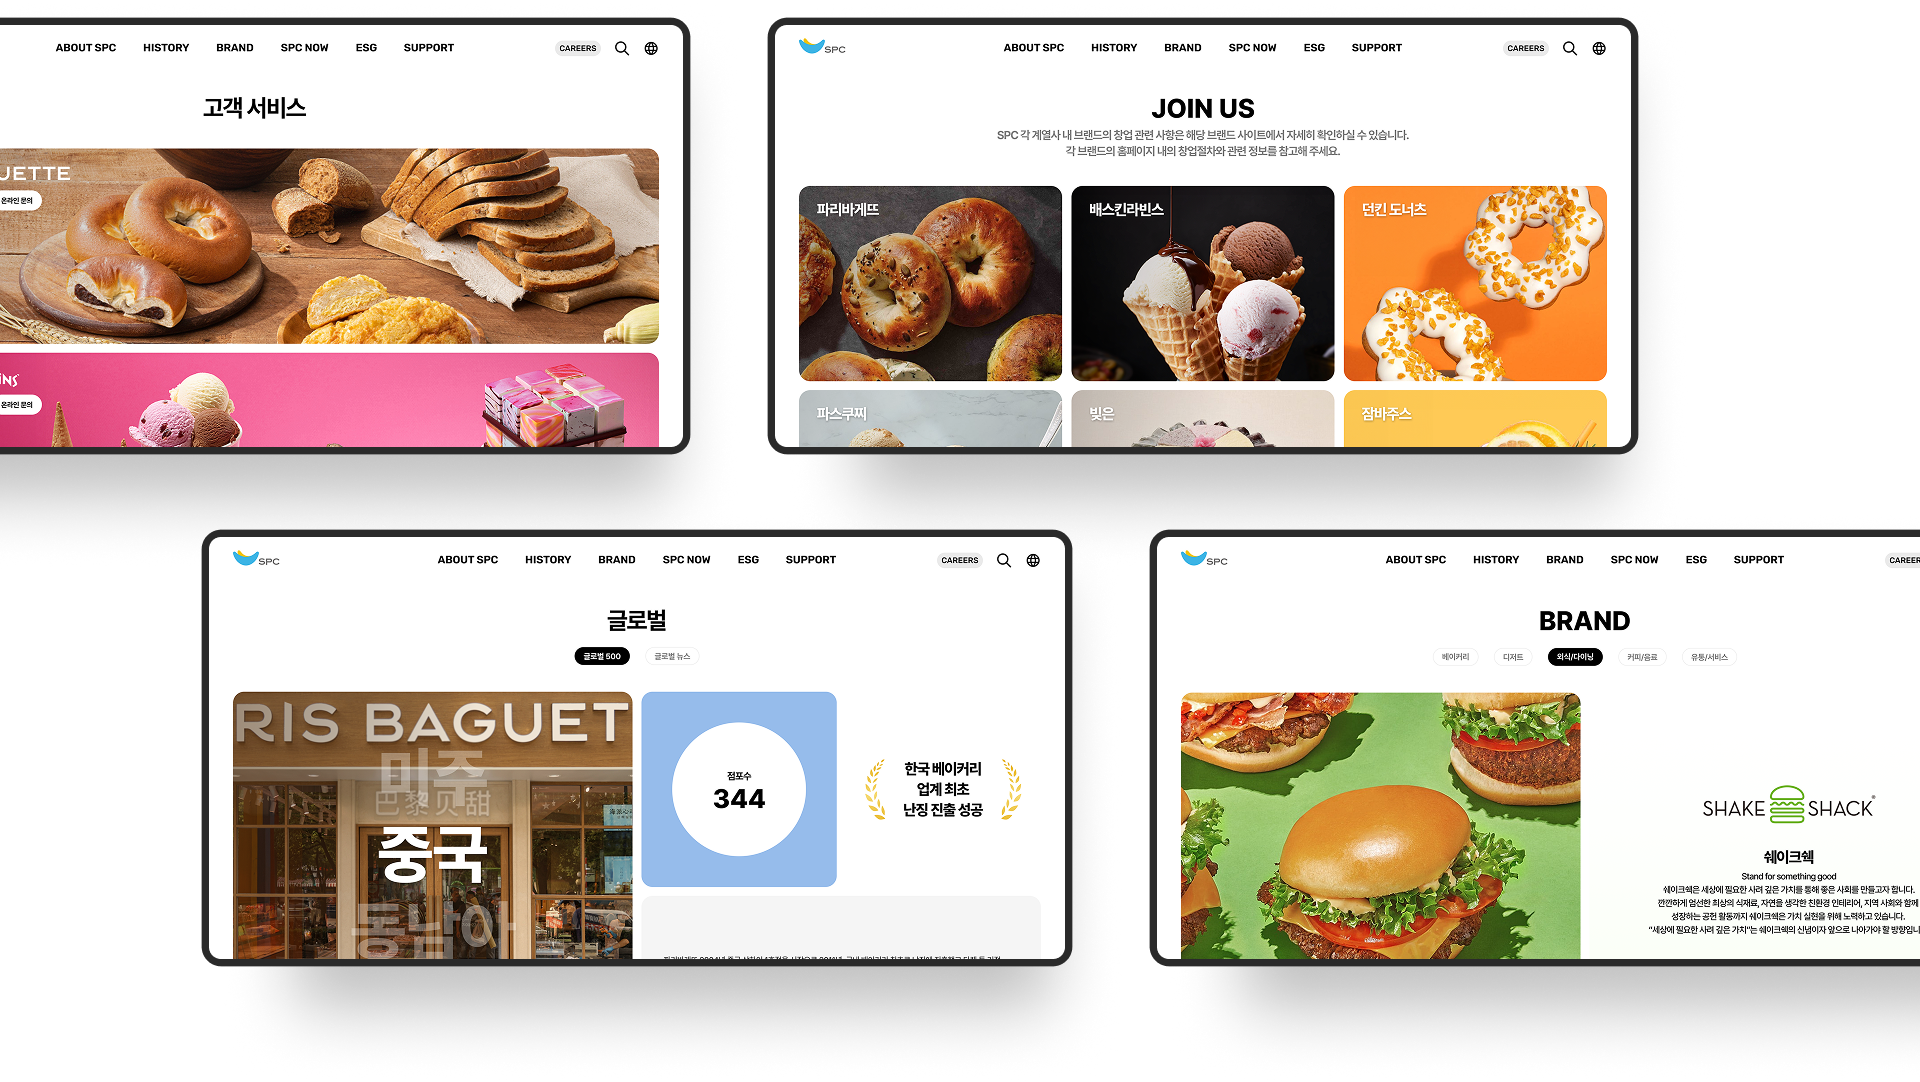 ABOUT SPC HISTORY BRAND SPC NOW ESG SUPPORT CAREERS
고객 서비스
UETTE
온라인 문의
온라인 문의
SPC ABOUT SPC HISTORY BRAND SPC NOW ESG SUPPORT CAREERS
JOIN US
SPC 각 계열사 내 브랜드의 창업 관련 사항은 해당 브랜드 사이트에서 자세히 확인하실 수 있습니다.
각 브랜드의 홈페이지 내의 창업절차와 관련 정보를 참고해 주세요.
파리바게뜨 배스킨라빈스 던킨 도너츠
파스쿠찌 빚은 잠바주스
SPC ABOUT SPC HISTORY BRAND SPC NOW ESG SUPPORT CAREERS
글로벌
글로벌 500 글로벌 뉴스
RIS BAGUET
미주
巴黎贝甜
중국
동남아
점포수
344
한국 베이커리
업계 최초
난징 진출 성공
SPC ABOUT SPC HISTORY BRAND SPC NOW ESG SUPPORT CAREER
BRAND
베이커리 디저트 외식/다이닝 커피/음료 유통/서비스
SHAKE SHACK
쉐이크쉑
Stand for something good
쉐이크쉑은 세상에 필요한 사려 깊은 가치를 통해 좋은 사회를 만들고자 합니다.
깐깐하게 엄선한 최상의 식재료, 자연을 생각한 친환경 인테리어, 지역 사회와 함께
성장하는 공헌 활동까지 쉐이크쉑은 가치 실현을 위해 노력하고 있습니다.
"세상에 필요한 사려 깊은 가치"는 쉐이크쉑의 신념이자 앞으로 나아가야 할 방향입니